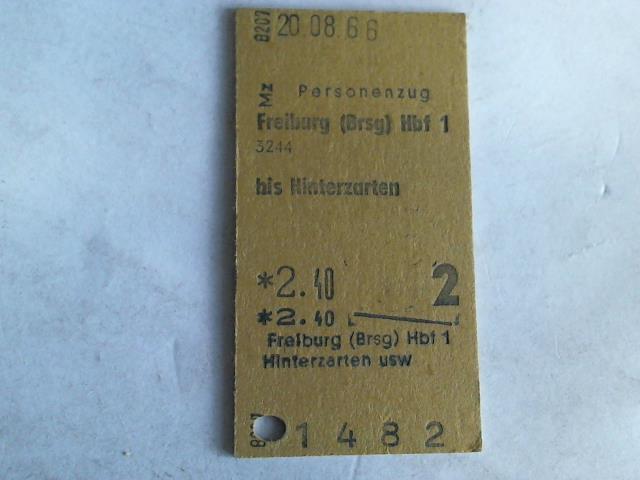 8207 20 08.66
Mz Personenzug
Freiburg (Brsg) Hbf 1
3244
bis Hinterzarten
*2.40 2
*2.40
Freiburg (Brsg) Hbf 1
Hinterzarten usw
1482